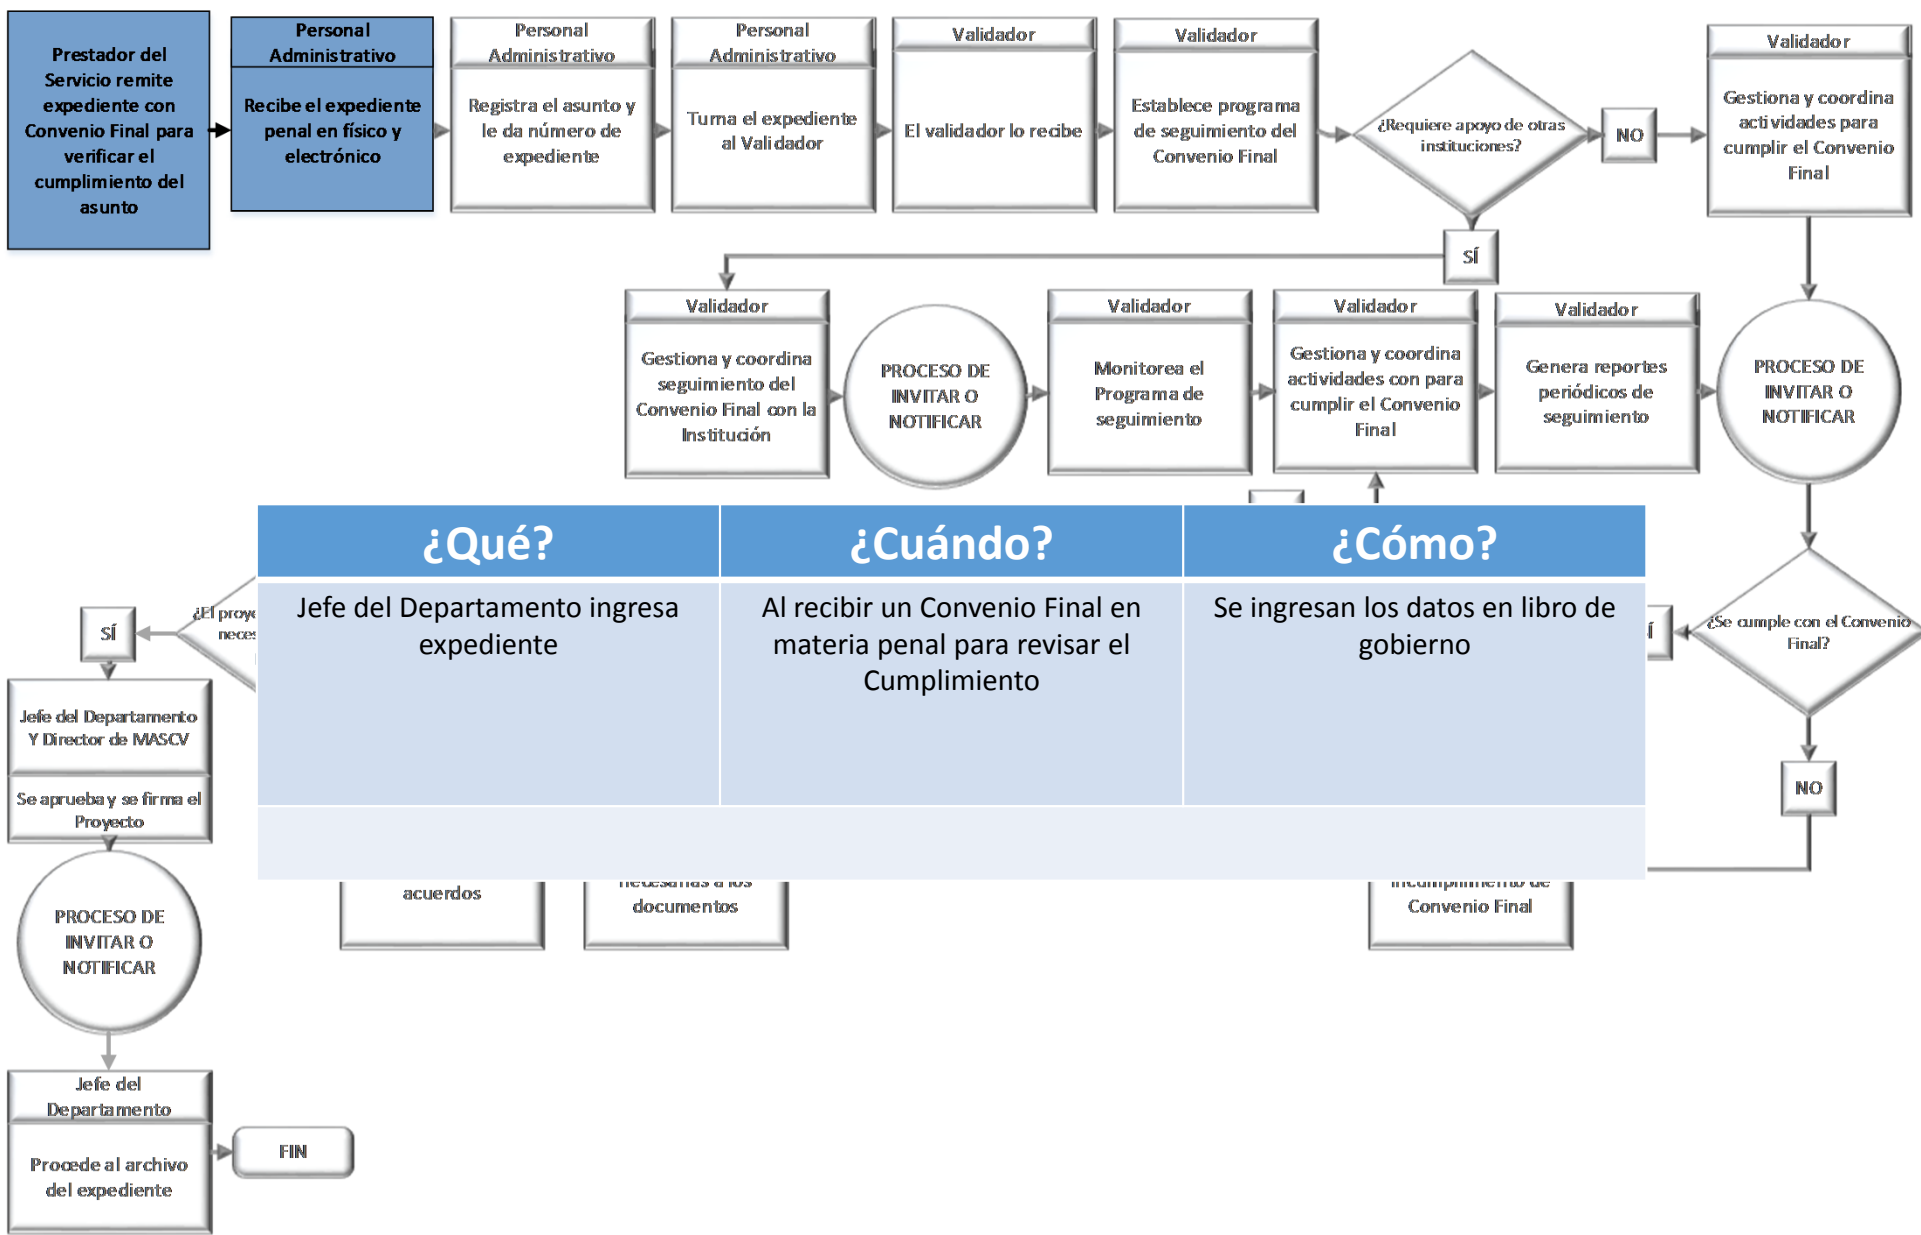 Prestador del
Servicio remite
expediente con
Convenio Final para
verificar el
cumplimiento del
asunto
Personal
Administrativo
Recibe el expediente
penal en físico y
electrónico
Personal
Administrativo
Registra el asunto y
le da número de
expediente
Personal
Administrativo
Turna el expediente
al Validador
Validador
El validador lo recibe
Validador
Establece programa
de seguimiento del
Convenio Final
¿Requiere apoyo de otras
instituciones?
NO
Validador
Gestiona y coordina
actividades para
cumplir el Convenio
Final
SÍ
Validador
Gestiona y coordina
seguimiento del
Convenio Final con la
Institución
PROCESO DE
INVITAR O
NOTIFICAR
Validador
Monitorea el
Programa de
seguimiento
Validador
Gestiona y coordina
actividades con para
cumplir el Convenio
Final
Validador
Genera reportes
periódicos de
seguimiento
PROCESO DE
INVITAR O
NOTIFICAR
¿Qué?
¿Cuándo?
¿Cómo?
Jefe del Departamento ingresa
expediente
Al recibir un Convenio Final en
materia penal para revisar el
Cumplimiento
Se ingresan los datos en libro de
gobierno
¿Se cumple con el Convenio
Final?
NO
SÍ
¿El
Jefe del Departamento
Y Director de MASCV
Se aprueba y se firma el
Proyecto
acuerdos
necesarias a los
documentos
incumplimiento de
Convenio Final
PROCESO DE
INVITAR O
NOTIFICAR
Jefe del
Departamento
Procede al archivo
del expediente
FIN